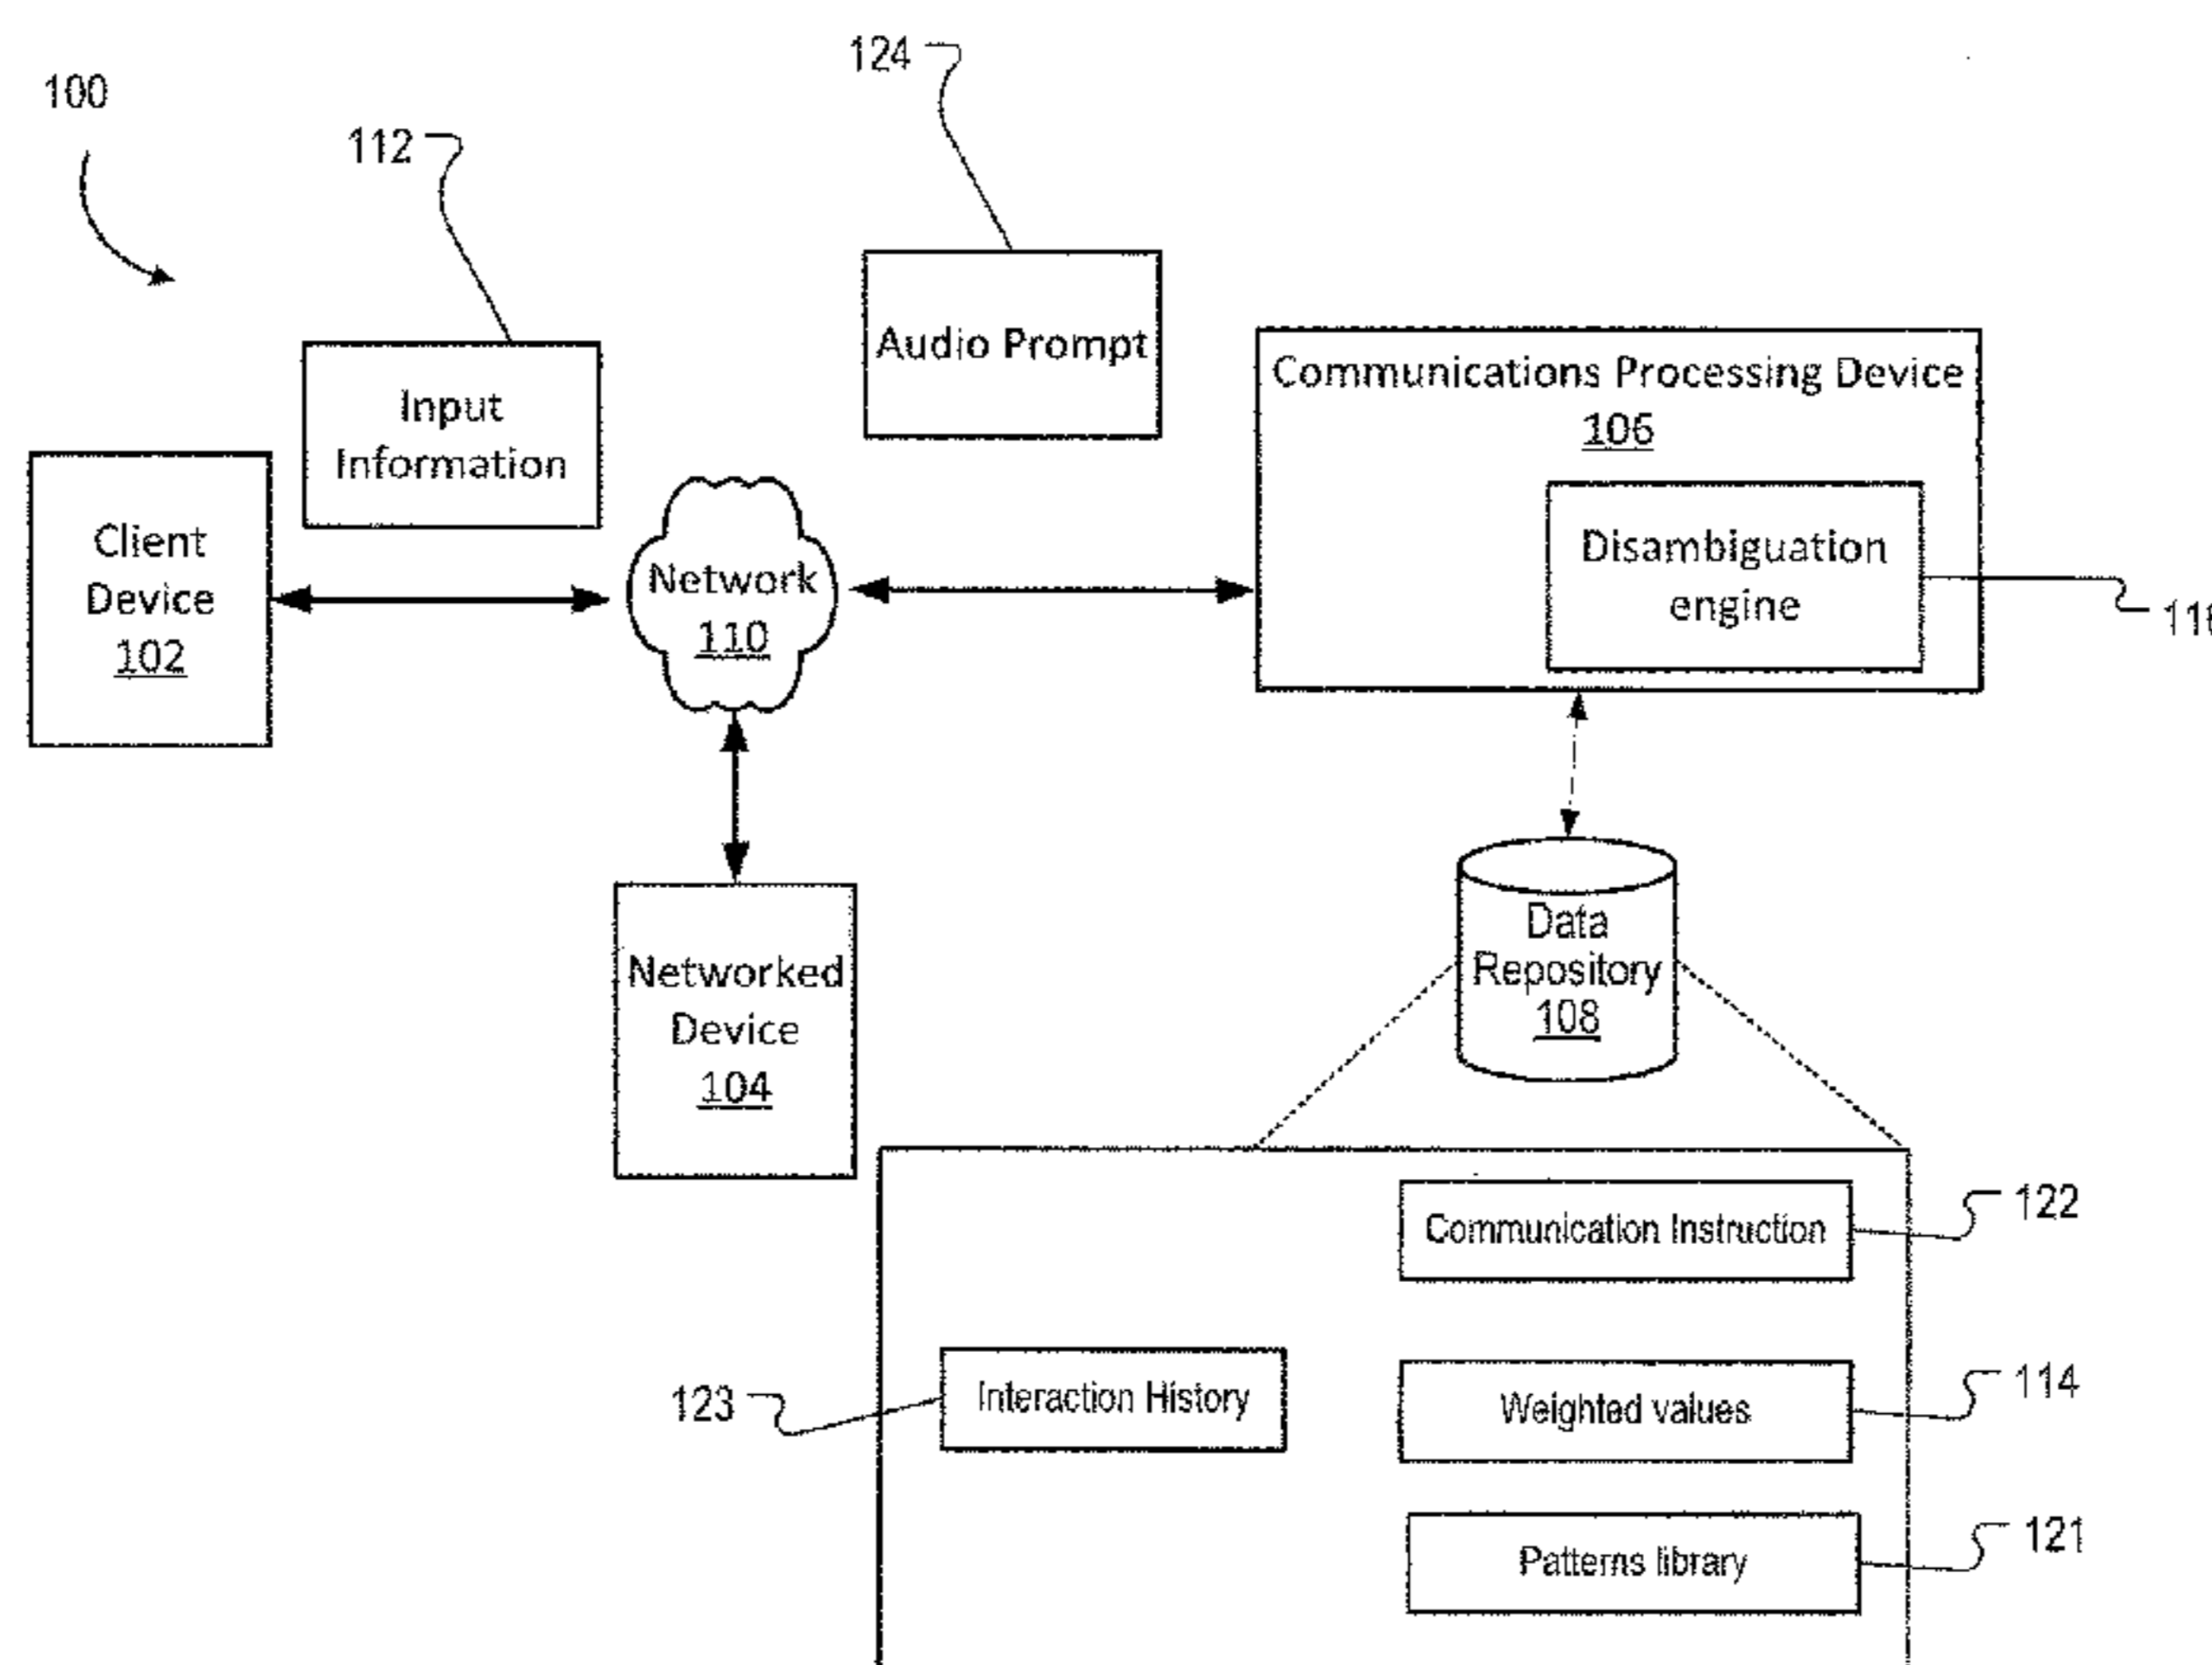 124
100
112
Audio Prompt
Communications Processing Device
106
Input
Information
Disambiguation
engine
Client
Device
102
Network
110
Data
Repository
108
Networked
Device
104
Communication Instruction
122
Interaction History
123
Weighted values
114
Patterns library
121